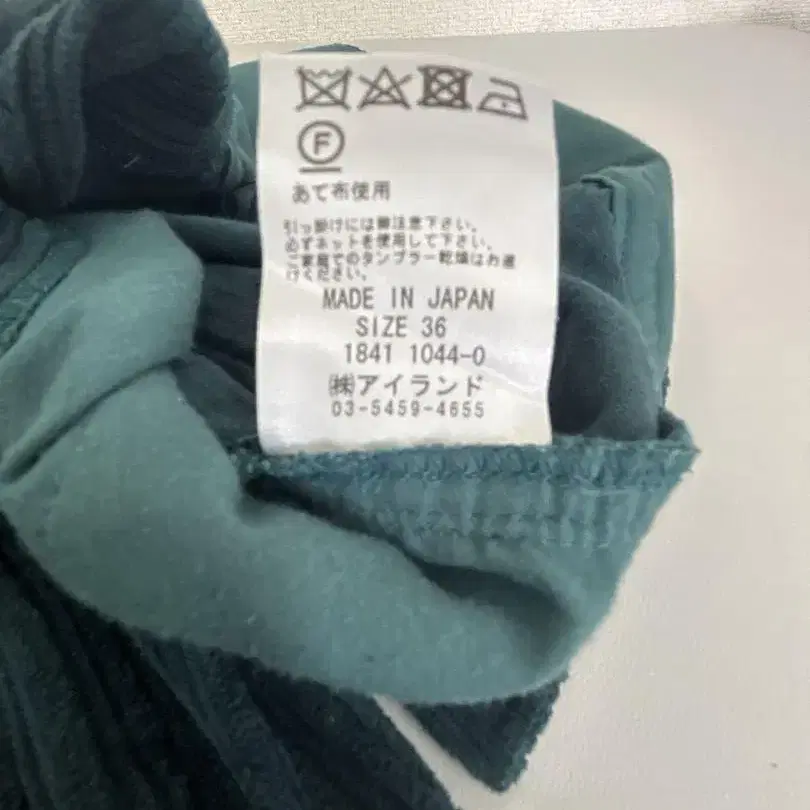 F
あて布使用
引っ掛けには御注意下さい。
必ずネットを使用して下さい。
ご家庭でのタンブラー乾燥はお避
けください。
MADE IN JAPAN
SIZE 36
1841 1044-0
㈱アイランド
03-5459-4655